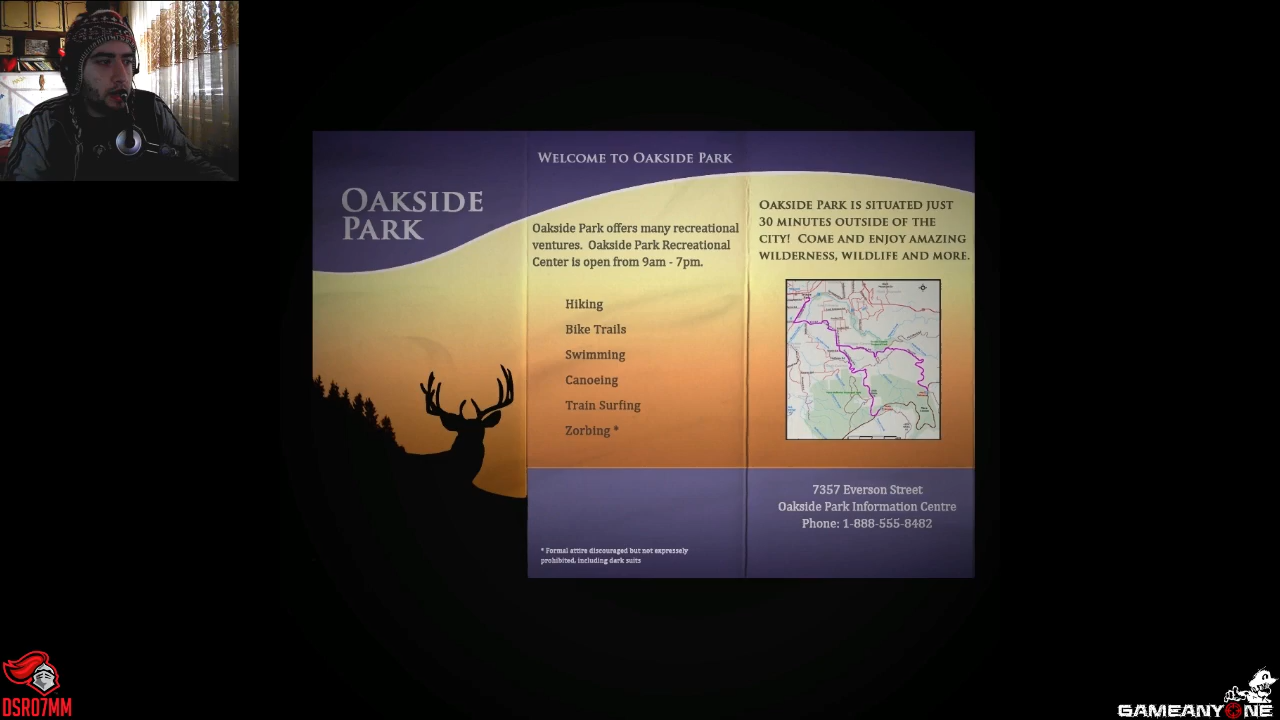 OAKSIDE
PARK
WELCOME TO OAKSIDE PARK
Oakside Park offers many recreational
ventures. Oakside Park Recreational
Center is open from 9am - 7pm.
Hiking
Bike Trails
Swimming
Canoeing
Train Surfing
Zorbing *
* Formal attire discouraged but not expressely
prohibited, including dark suits
OAKSIDE PARK IS SITUATED JUST
30 MINUTES OUTSIDE OF THE
CITY! COME AND ENJOY AMAZING
WILDERNESS, WILDLIFE AND MORE.
7357 Everson Street
Oakside Park Information Centre
Phone: 1-888-555-8482
DSRO7MM
GAMEANYONE